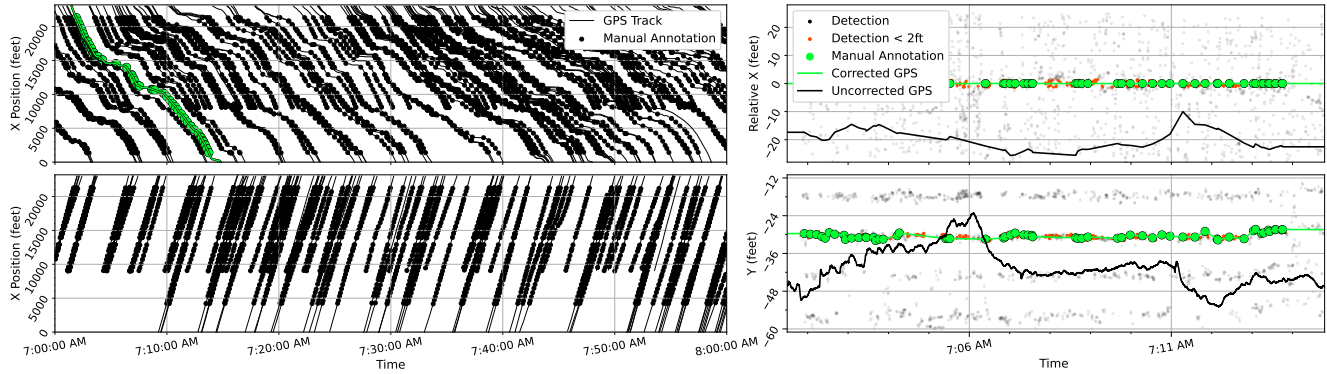 X Position (feet)
20000
15000
10000
5000
0
GPS Track
Manual Annotation
X Position (feet)
20000
15000
10000
5000
0
7:00:00 AM
7:10:00 AM
7:20:00 AM
7:30:00 AM
7:40:00 AM
7:50:00 AM
8:00:00 AM
Time
Relative X (feet)
20
10
0
−10
−20
Detection
Detection < 2ft
Manual Annotation
Corrected GPS
Uncorrected GPS
Y (feet)
−12
−24
−36
−48
−60
7:06 AM
7:11 AM
Time